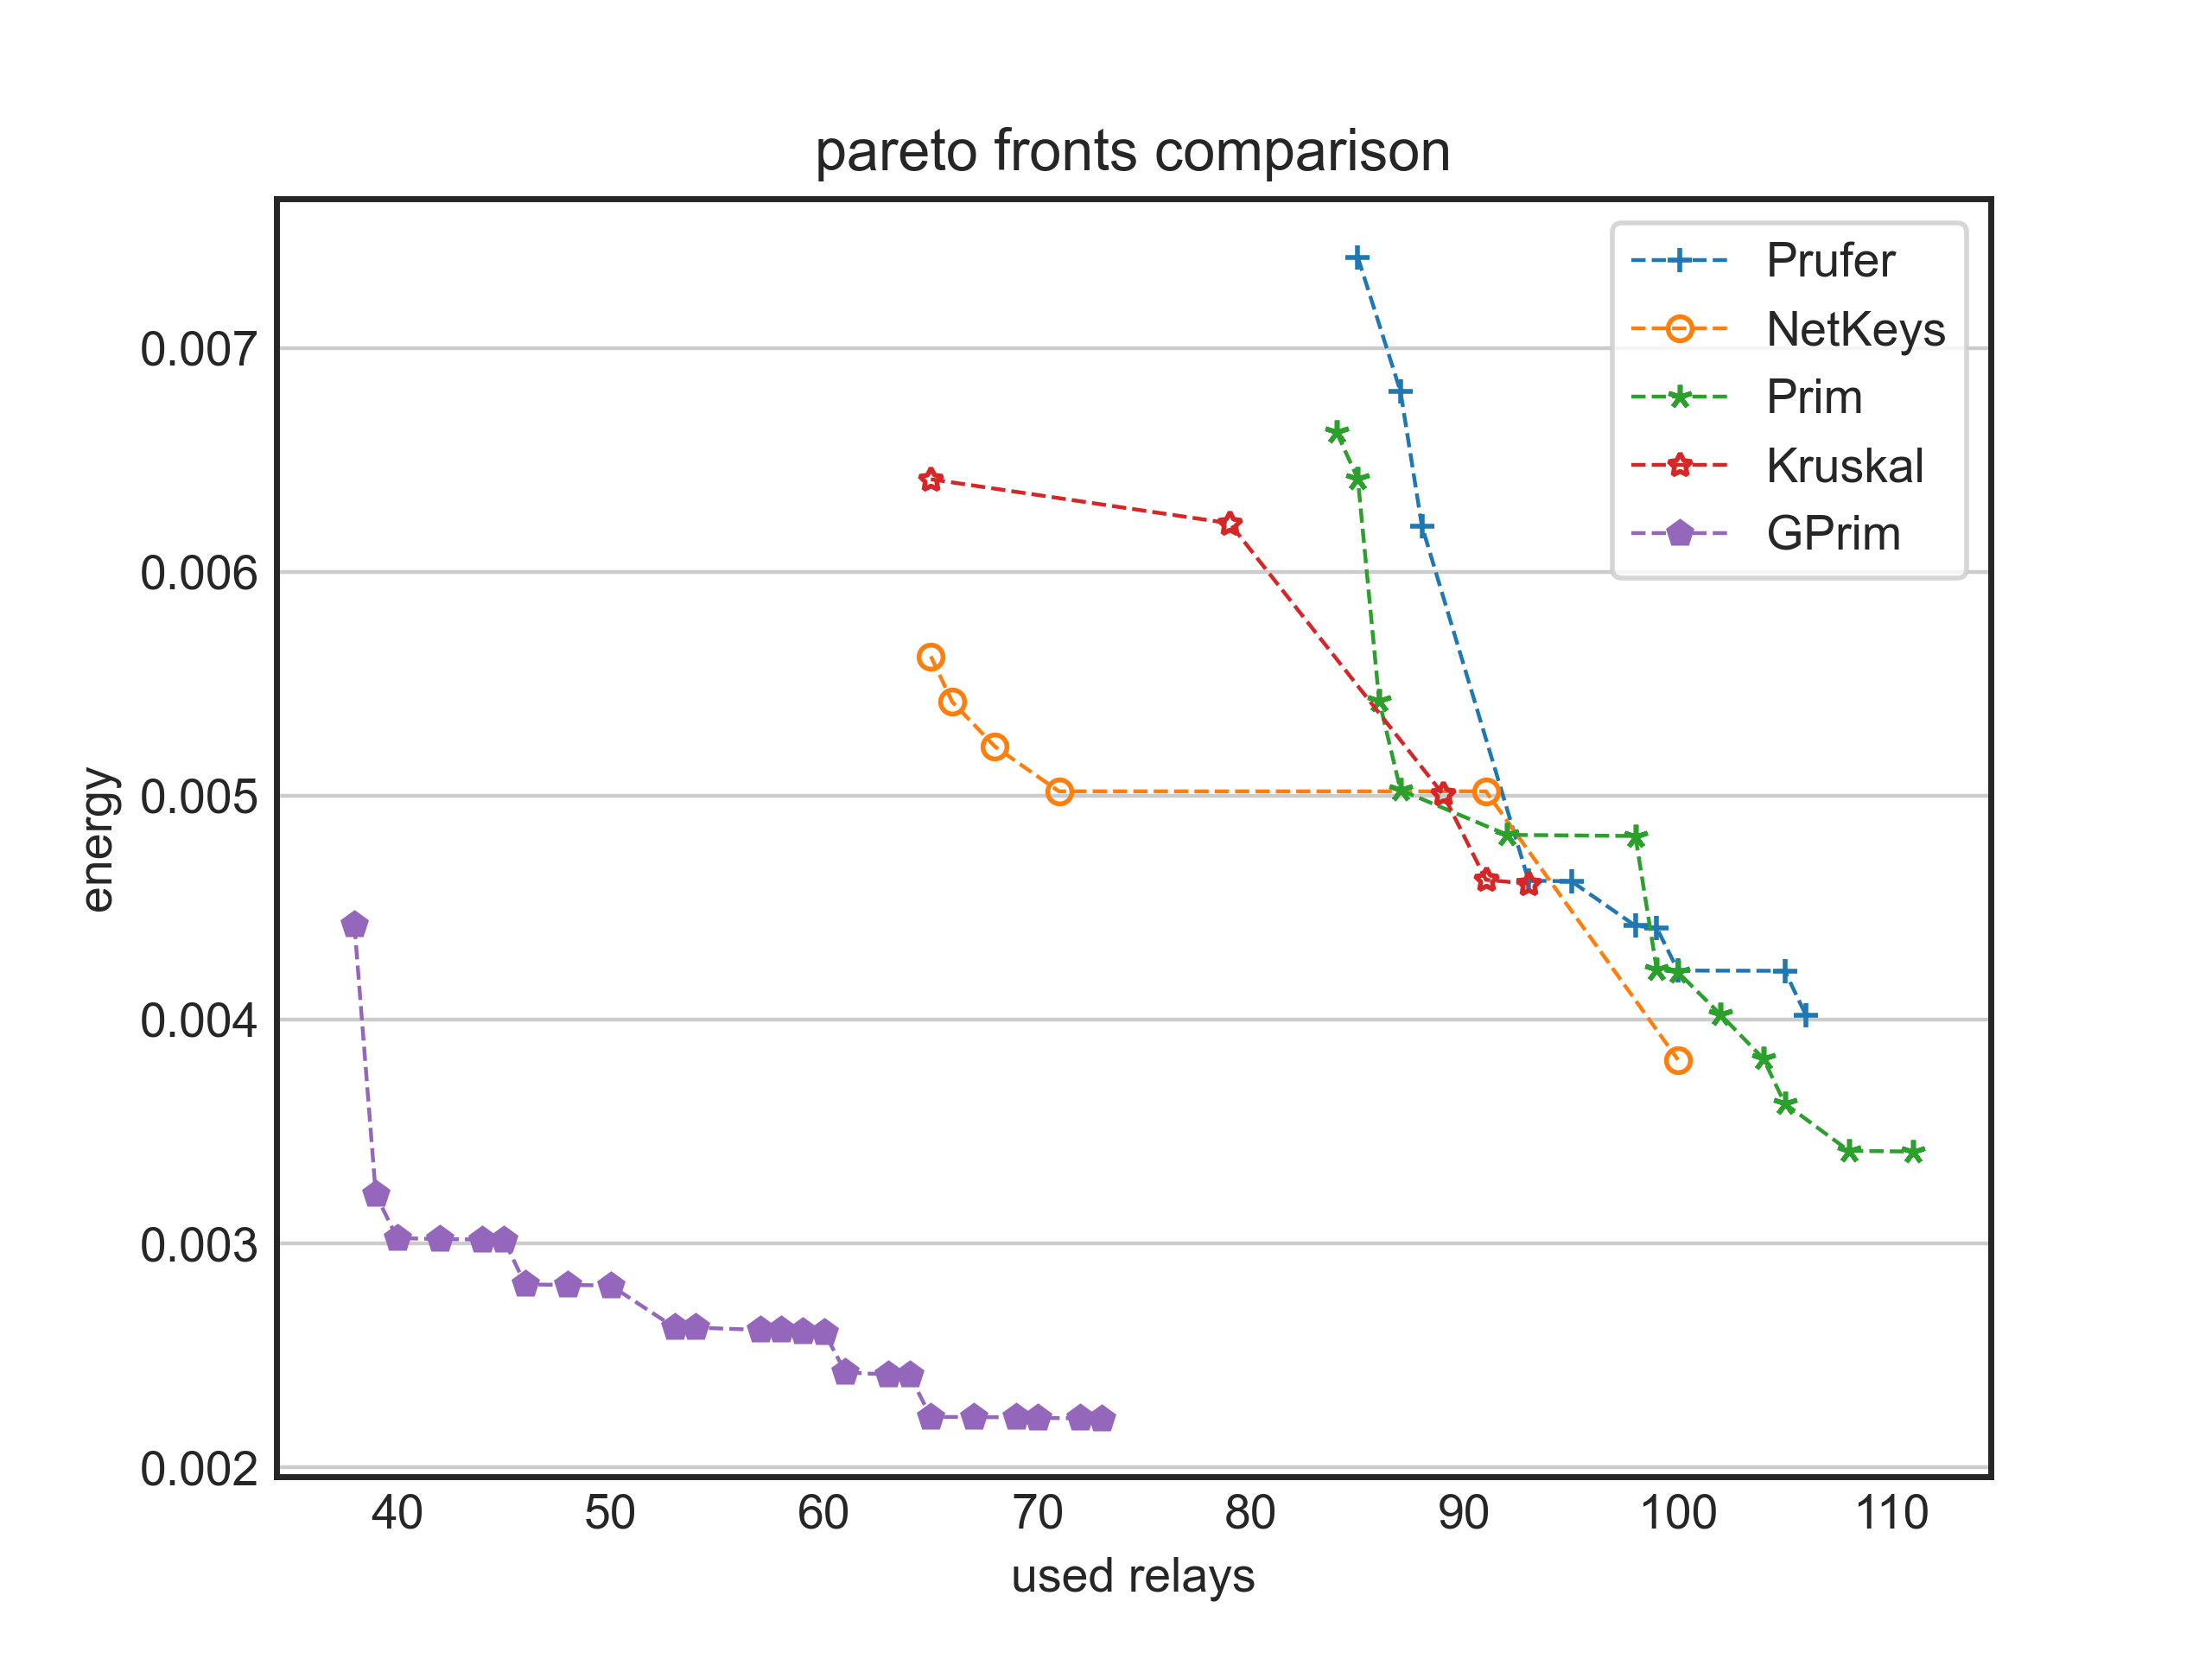 pareto fronts comparison
Prufer
NetKeys
Prim
Kruskal
GPrim
energy
0.007
0.006
0.005
0.004
0.003
0.002
40 50 60 70 80 90 100 110
used relays